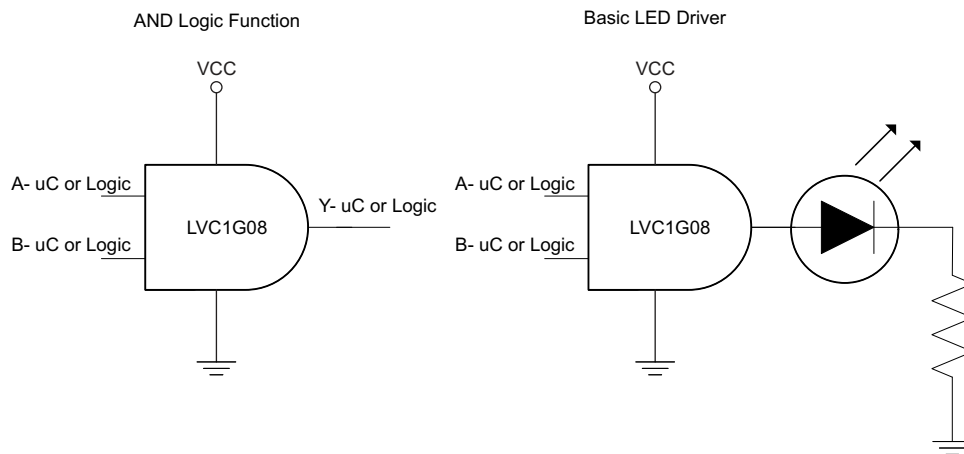 AND Logic Function
VCC
A- uC or Logic
B- uC or Logic
LVC1G08
Y- uC or Logic
Basic LED Driver
VCC
A- uC or Logic
B- uC or Logic
LVC1G08